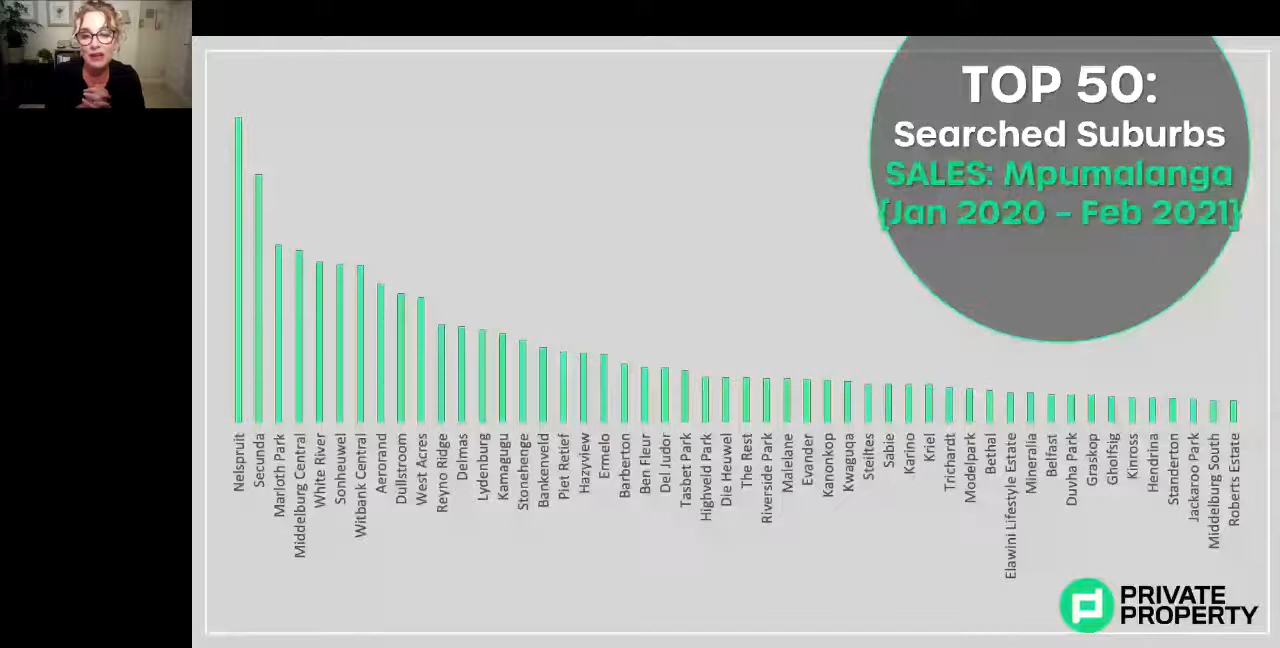 TOP 50:
Searched Suburbs
SALES: Mpumalanga
{Jan 2020 - Feb 2021}
Nelspruit
Secunda
Marloth Park
Middelburg Central
White River
Sonheuwel
Witbank Central
Aerorand
Dullstroom
West Acres
Reyno Ridge
Delmas
Lydenburg
Kamagugu
Stonehenge
Bankenveld
Piet Retief
Hazyview
Ermelo
Barberton
Ben Fleur
Del Judor
Tasbet Park
Highveld Park
Die Heuwel
The Rest
Riverside Park
Malelane
Evander
Kanonkop
Kwaguqa
Steiltes
Sabie
Karino
Kriel
Trichardt
Modelpark
Bethal
Elawini Lifestyle Estate
Mineralia
Belfast
Duvha Park
Graskop
Gholfsig
Kinross
Hendrina
Standerton
Jackaroo Park
Middelburg South
Roberts Estate
PRIVATE
PROPERTY